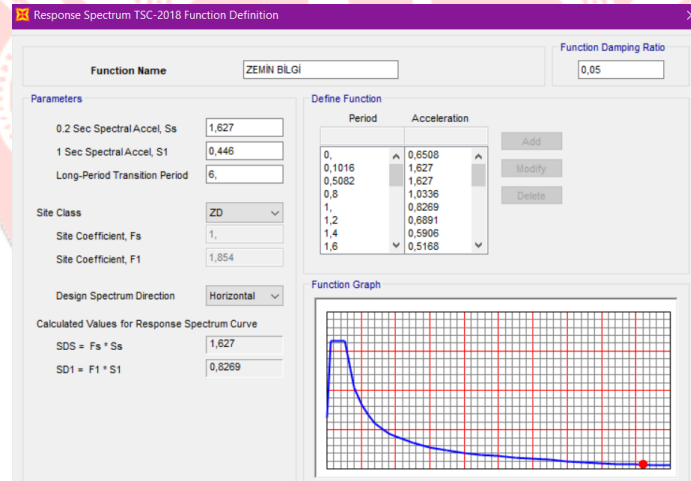 Response Spectrum TSC-2018 Function Definition
Function Damping Ratio
Function Name
ZEMİN BİLGİ
0,05
Parameters
0.2 Sec Spectral Accel, Ss
1,627
1 Sec Spectral Accel, S1
0,446
Long-Period Transition Period
6,
Site Class
ZD
Site Coefficient, Fs
1,
Site Coefficient, F1
1,854
Design Spectrum Direction
Horizontal
Calculated Values for Response Spectrum Curve
SDS = Fs * Ss
1,627
SD1 = F1 * S1
0,8269
Define Function
Period Acceleration
0, 0,6508
0,1016 1,627
0,5082 1,627
0,8 1,0336
1, 0,8269
1,2 0,6891
1,4 0,5906
1,6 0,5168
Add
Modify
Delete
Function Graph